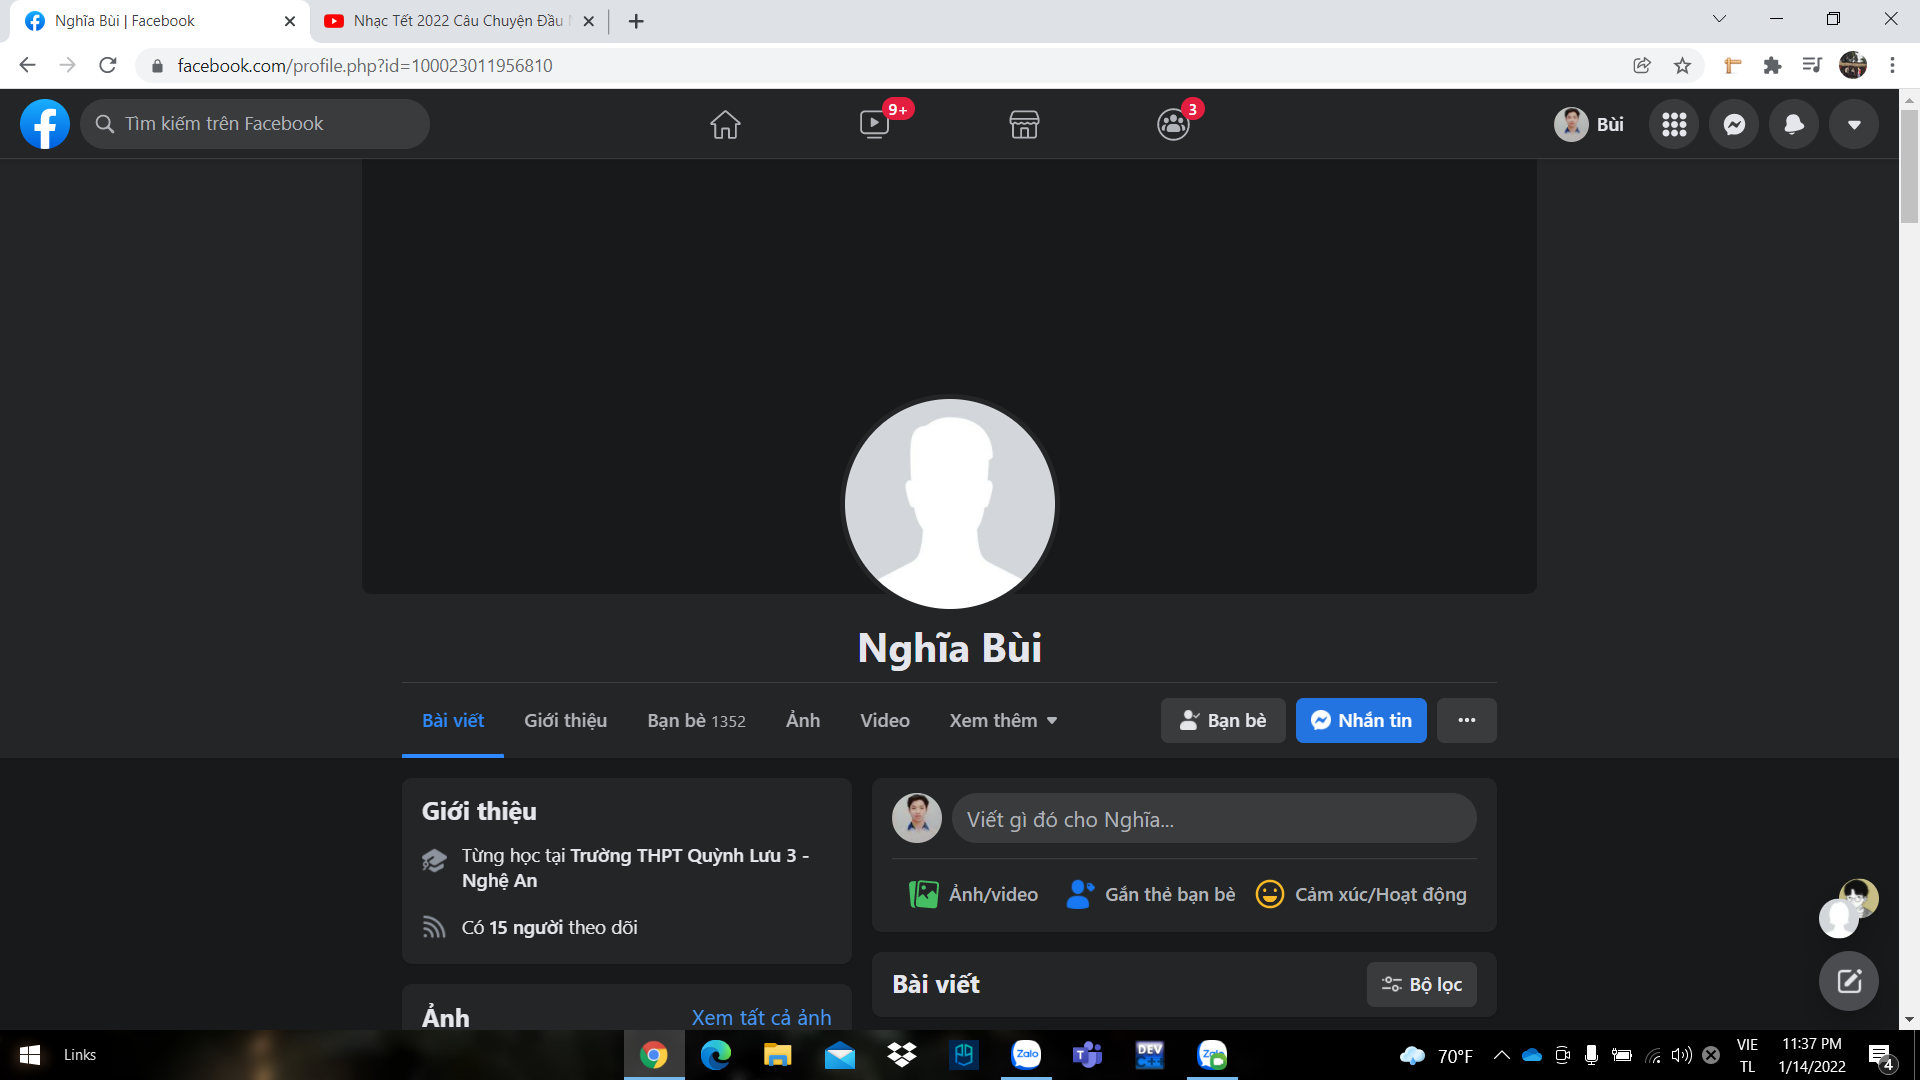 Nghĩa Bùi | Facebook
Nhạc Tết 2022 Câu Chuyện Đầu
facebook.com/profile.php?id=100023011956810
Tìm kiếm trên Facebook
9+
3
Bùi
Nghĩa Bùi
Bài viết
Giới thiệu
Bạn bè 1352
Ảnh
Video
Xem thêm
Bạn bè
Nhắn tin
Giới thiệu
Từng học tại Trường THPT Quỳnh Lưu 3 -
Nghệ An
Có 15 người theo dõi
Ảnh
Xem tất cả ảnh
Viết gì đó cho Nghĩa...
Ảnh/video
Gắn thẻ bạn bè
Cảm xúc/Hoạt động
Bài viết
Bộ lọc
Links
Zalo
DEV
C++
70°F
VIE
TL
11:37 PM
1/14/2022
4